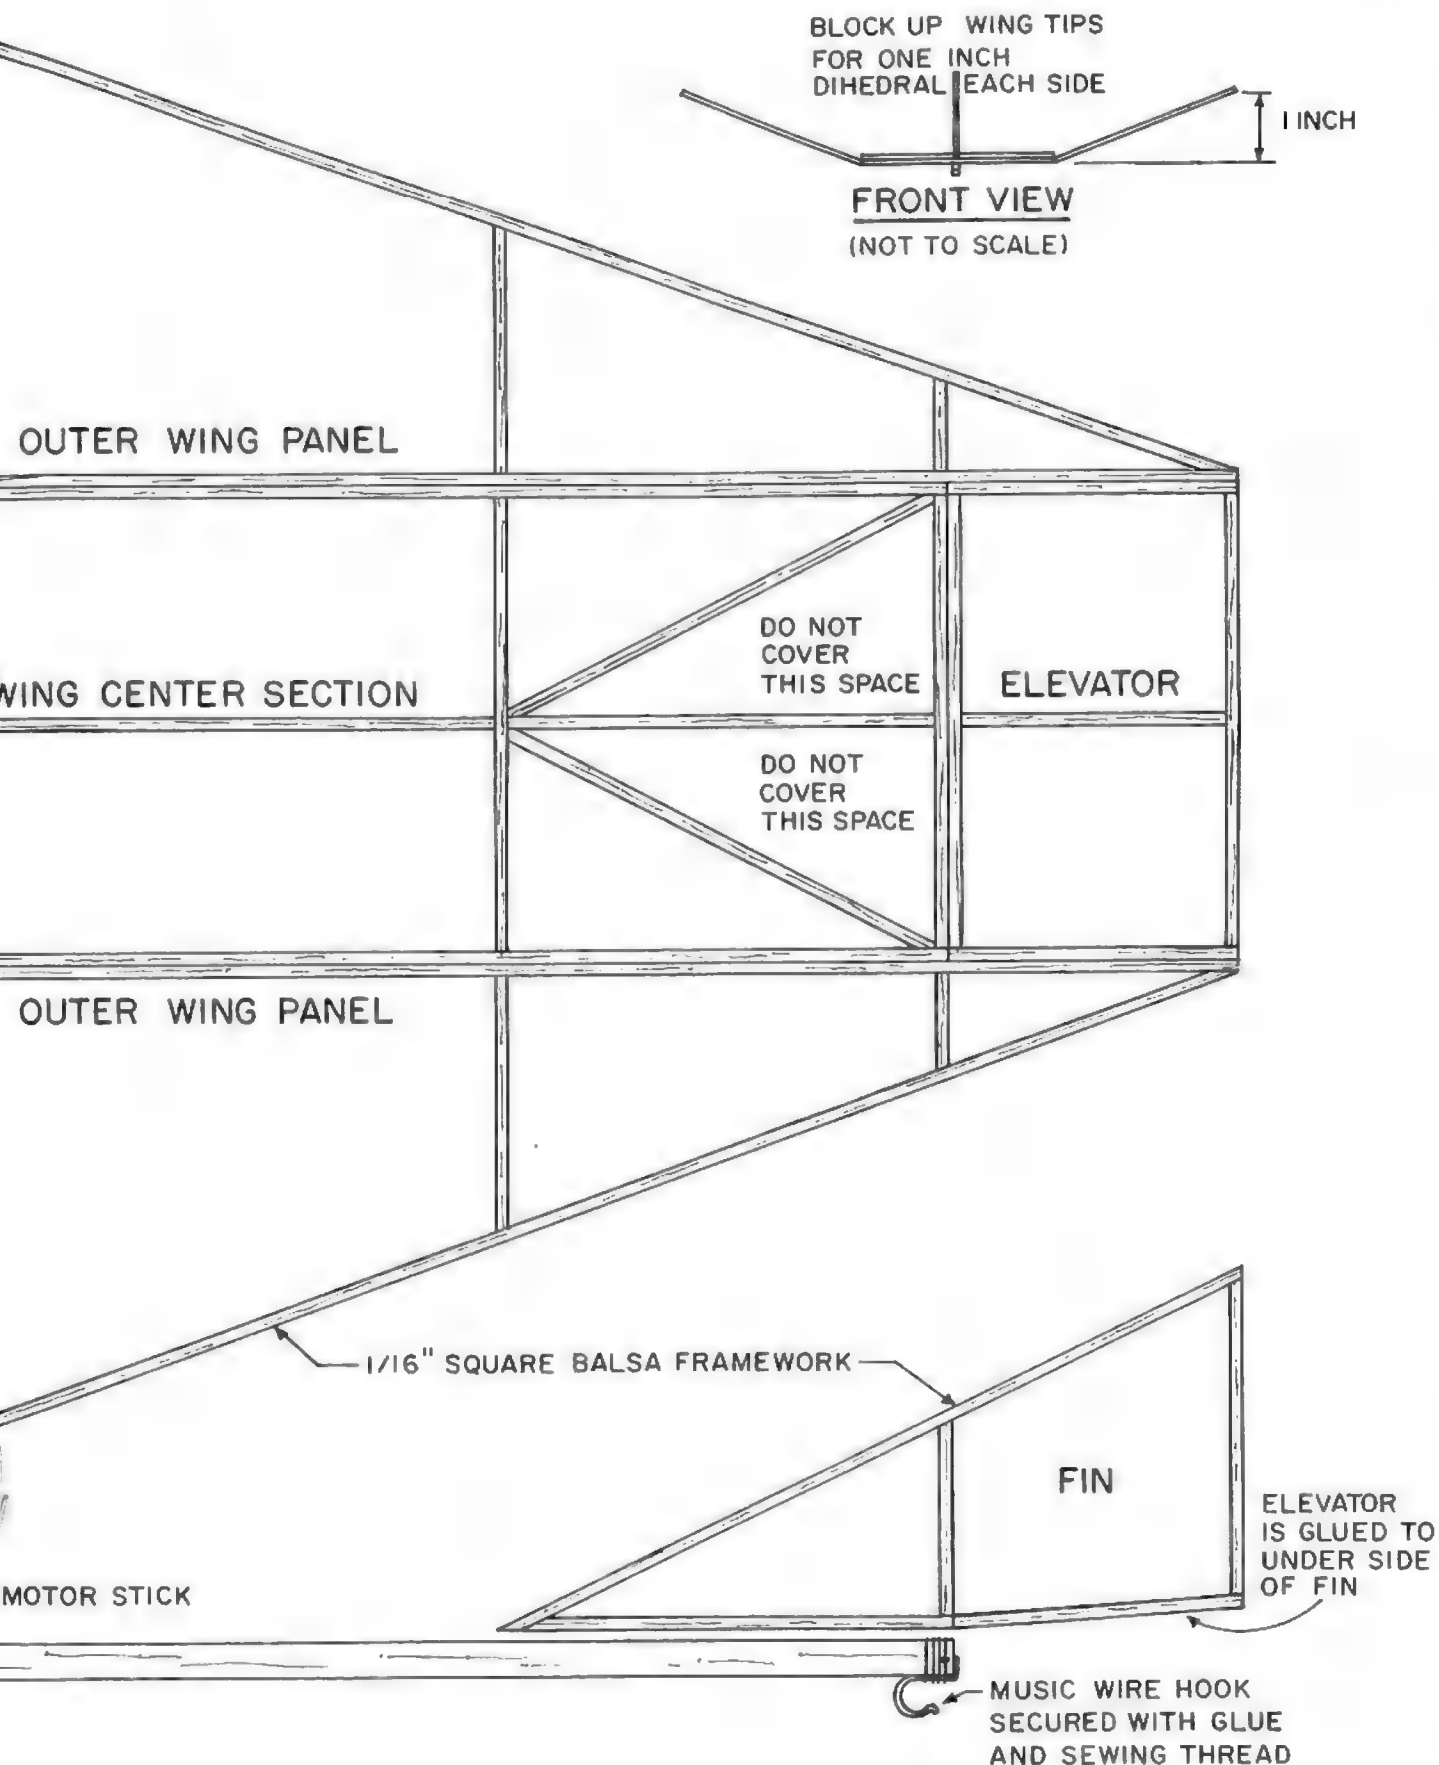 BLOCK UP WING TIPS
FOR ONE INCH
DIHEDRAL EACH SIDE
1 INCH
FRONT VIEW
(NOT TO SCALE)
OUTER WING PANEL
DO NOT
COVER
THIS SPACE
WING CENTER SECTION
ELEVATOR
DO NOT
COVER
THIS SPACE
OUTER WING PANEL
1/16" SQUARE BALSA FRAMEWORK
FIN
ELEVATOR
IS GLUED TO
UNDER SIDE
OF FIN
MOTOR STICK
MUSIC WIRE HOOK
SECURED WITH GLUE
AND SEWING THREAD